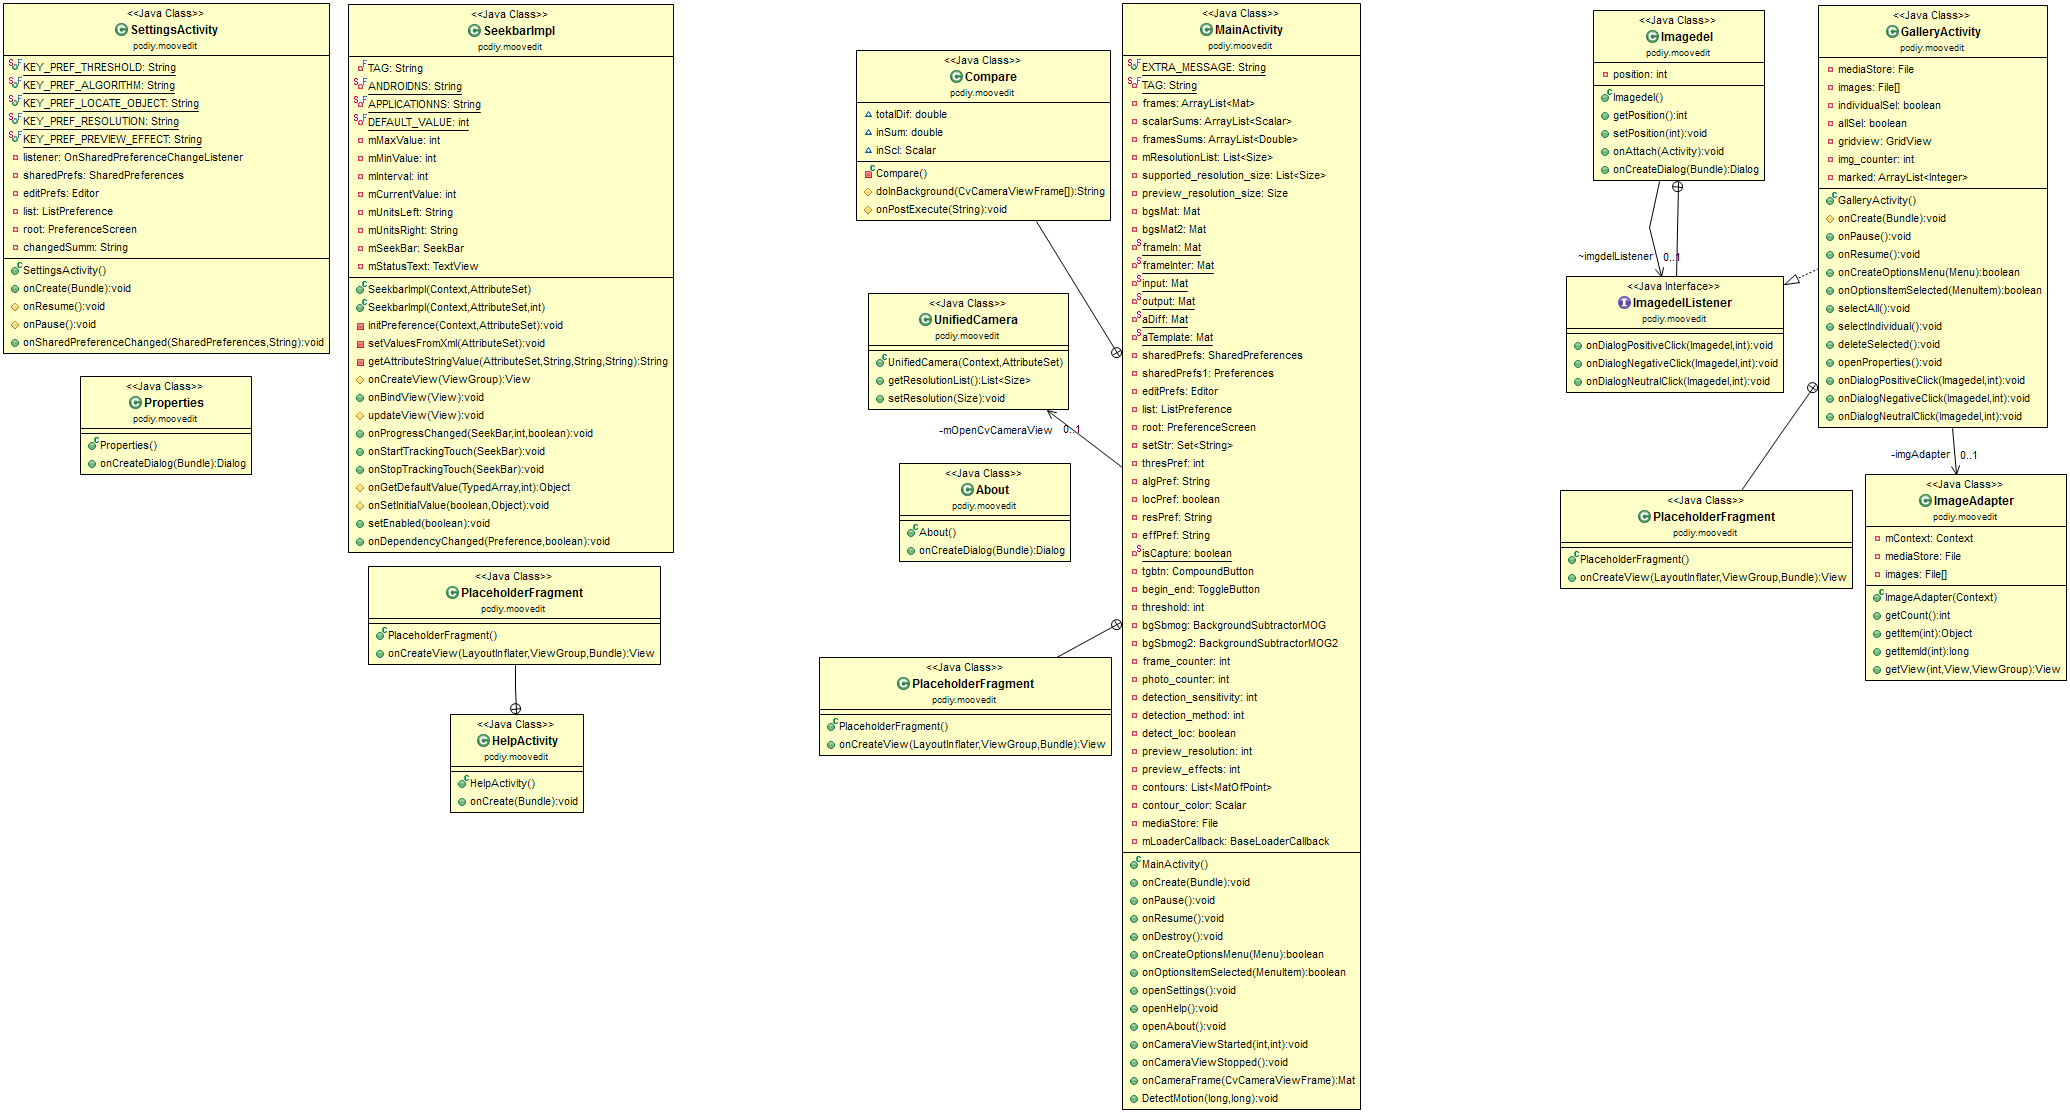 <<Java Class>>
SettingsActivity
pcdiy.moovedit
KEY_PREF_THRESHOLD: String
KEY_PREF_ALGORITHM: String
KEY_PREF_LOCATE_OBJECT: String
KEY_PREF_RESOLUTION: String
KEY_PREF_PREVIEW_EFFECT: String
listener: OnSharedPreferenceChangeListener
sharedPrefs: SharedPreferences
editPrefs: Editor
list: ListPreference
root: PreferenceScreen
changedSumm: String
SettingsActivity()
onCreate(Bundle):void
onResume():void
onPause():void
onSharedPreferenceChanged(SharedPreferences,String):void
<<Java Class>>
Properties
pcdiy.moovedit
Properties()
onCreateDialog(Bundle):Dialog
<<Java Class>>
SeekbarImpl
pcdiy.moovedit
TAG: String
ANDROIDNS: String
APPLICATIONNS: String
DEFAULT_VALUE: int
mMaxValue: int
mMinValue: int
mInterval: int
mCurrentValue: int
mUnitsLeft: String
mUnitsRight: String
mSeekBar: SeekBar
mStatusText: TextView
SeekbarImpl(Context,AttributeSet)
SeekbarImpl(Context,AttributeSet,int)
initPreference(Context,AttributeSet):void
setValuesFromXml(AttributeSet):void
getAttributeStringValue(AttributeSet,String,String,String):String
onCreateView(ViewGroup):View
onBindView(View):void
updateView(View):void
onProgressChanged(SeekBar,int,boolean):void
onStartTrackingTouch(SeekBar):void
onStopTrackingTouch(SeekBar):void
onGetDefaultValue(TypedArray,int):Object
onSetInitialValue(boolean,Object):void
setEnabled(boolean):void
onDependencyChanged(Preference,boolean):void
<<Java Class>>
PlaceholderFragment
pcdiy.moovedit
PlaceholderFragment()
onCreateView(LayoutInflater,ViewGroup,Bundle):View
<<Java Class>>
HelpActivity
pcdiy.moovedit
HelpActivity()
onCreate(Bundle):void
<<Java Class>>
Compare
pcdiy.moovedit
totalDif: double
inSum: double
inScl: Scalar
Compare()
doInBackground(CvCameraViewFrame[]):String
onPostExecute(String):void
<<Java Class>>
UnifiedCamera
pcdiy.moovedit
UnifiedCamera(Context,AttributeSet)
getResolutionList():List<Size>
setResolution(Size):void
-mOpenCvCameraView 0..1
<<Java Class>>
About
pcdiy.moovedit
About()
onCreateDialog(Bundle):Dialog
<<Java Class>>
PlaceholderFragment
pcdiy.moovedit
PlaceholderFragment()
onCreateView(LayoutInflater,ViewGroup,Bundle):View
<<Java Class>>
MainActivity
pcdiy.moovedit
EXTRA_MESSAGE: String
TAG: String
frames: ArrayList<Mat>
scalarSums: ArrayList<Scalar>
framesSums: ArrayList<Double>
mResolutionList: List<Size>
supported_resolution_size: List<Size>
preview_resolution_size: Size
bgsMat: Mat
bgsMat2: Mat
frameIn: Mat
frameInter: Mat
input: Mat
output: Mat
aDiff: Mat
aTemplate: Mat
sharedPrefs: SharedPreferences
sharedPrefs1: Preferences
editPrefs: Editor
list: ListPreference
root: PreferenceScreen
setStr: Set<String>
thresPref: int
algPref: String
locPref: boolean
resPref: String
effPref: String
isCapture: boolean
tgbtn: CompoundButton
begin_end: ToggleButton
threshold: int
bgSbmog: BackgroundSubtractorMOG
bgSbmog2: BackgroundSubtractorMOG2
frame_counter: int
photo_counter: int
detection_sensitivity: int
detection_method: int
detect_loc: boolean
preview_resolution: int
preview_effects: int
contours: List<MatOfPoint>
contour_color: Scalar
mediaStore: File
mLoaderCallback: BaseLoaderCallback
MainActivity()
onCreate(Bundle):void
onPause():void
onResume():void
onDestroy():void
onCreateOptionsMenu(Menu):boolean
onOptionsItemSelected(MenuItem):boolean
openSettings():void
openHelp():void
openAbout():void
onCameraViewStarted(int,int):void
onCameraViewStopped():void
onCameraFrame(CvCameraViewFrame):Mat
DetectMotion(long,long):void
<<Java Class>>
Imagedel
pcdiy.moovedit
position: int
Imagedel()
getPosition():int
setPosition(int):void
onAttach(Activity):void
onCreateDialog(Bundle):Dialog
~imgdelListener 0..1
<<Java Interface>>
ImagedelListener
pcdiy.moovedit
onDialogPositiveClick(Imagedel,int):void
onDialogNegativeClick(Imagedel,int):void
onDialogNeutralClick(Imagedel,int):void
<<Java Class>>
PlaceholderFragment
pcdiy.moovedit
PlaceholderFragment()
onCreateView(LayoutInflater,ViewGroup,Bundle):View
<<Java Class>>
GalleryActivity
pcdiy.moovedit
mediaStore: File
images: File[]
individualSel: boolean
allSel: boolean
gridview: GridView
img_counter: int
marked: ArrayList<Integer>
GalleryActivity()
onCreate(Bundle):void
onPause():void
onResume():void
onCreateOptionsMenu(Menu):boolean
onOptionsItemSelected(MenuItem):boolean
selectAll():void
selectIndividual():void
deleteSelected():void
openProperties():void
onDialogPositiveClick(Imagedel,int):void
onDialogNegativeClick(Imagedel,int):void
onDialogNeutralClick(Imagedel,int):void
-imgAdapter 0..1
<<Java Class>>
ImageAdapter
pcdiy.moovedit
mContext: Context
mediaStore: File
images: File[]
ImageAdapter(Context)
getCount():int
getItem(int):Object
getItemId(int):long
getView(int,View,ViewGroup):View